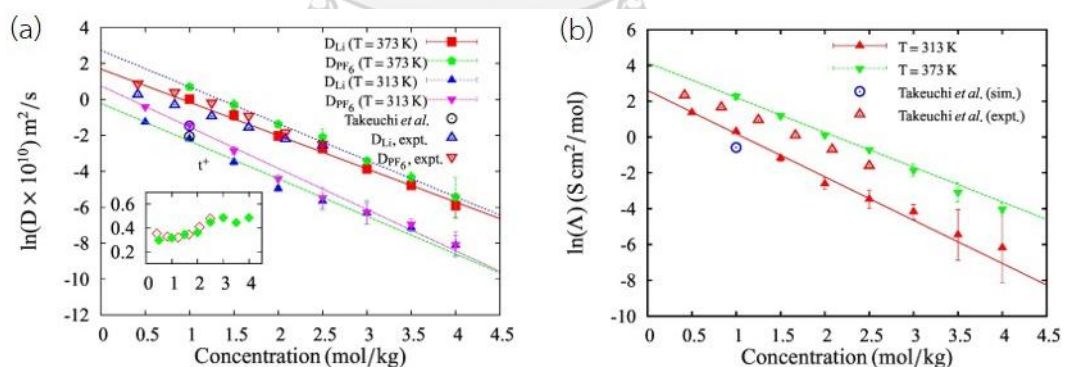 (a)
ln(D × 10¹⁰) m²/s
4
2
0
-2
-4
-6
-8
-10
-12
D_Li (T = 373 K)
D_PF₆ (T = 373 K)
D_Li (T = 313 K)
D_PF₆ (T = 313 K)
Takeuchi et al.
D_Li, expt.
D_PF₆, expt.
t⁺
0.6
0.4
0.2
0 1 2 3 4
0 0.5 1 1.5 2 2.5 3 3.5 4 4.5
Concentration (mol/kg)
(b)
ln(Λ) (S cm²/mol)
8
6
4
2
0
-2
-4
-6
-8
-10
T = 313 K
T = 373 K
Takeuchi et al. (sim.)
Takeuchi et al. (expt.)
0 0.5 1 1.5 2 2.5 3 3.5 4 4.5
Concentration (mol/kg)